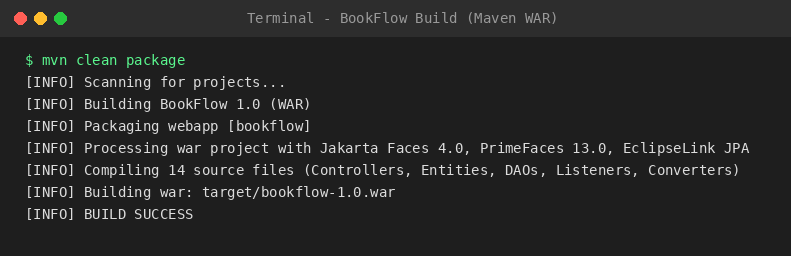 Terminal - BookFlow Build (Maven WAR)
$ mvn clean package
[INFO] Scanning for projects...
[INFO] Building BookFlow 1.0 (WAR)
[INFO] Packaging webapp [bookflow]
[INFO] Processing war project with Jakarta Faces 4.0, PrimeFaces 13.0, EclipseLink JPA
[INFO] Compiling 14 source files (Controllers, Entities, DAOs, Listeners, Converters)
[INFO] Building war: target/bookflow-1.0.war
[INFO] BUILD SUCCESS